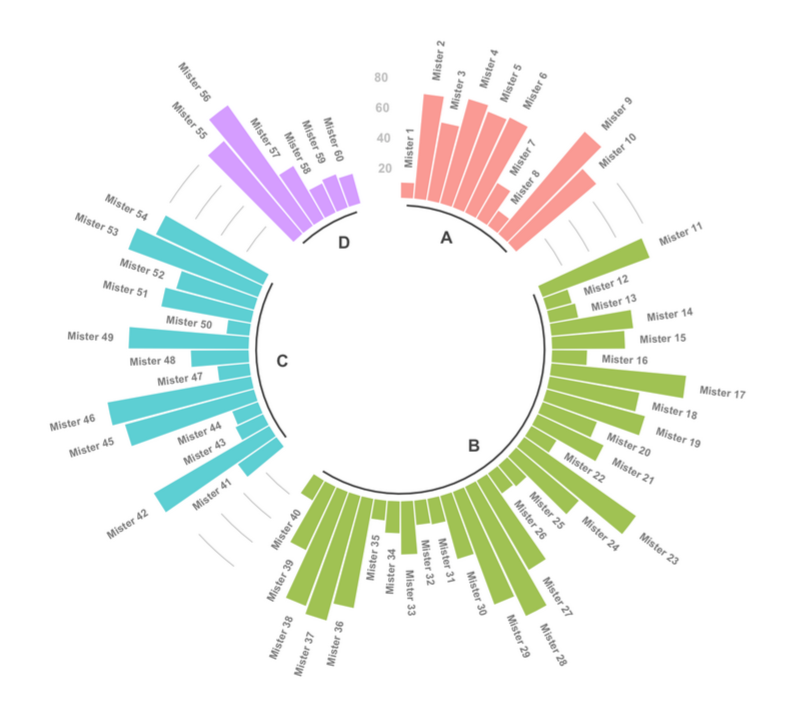 80
60
40
20
Mister 1
Mister 2
Mister 3
Mister 4
Mister 5
Mister 6
Mister 7
Mister 8
Mister 9
Mister 10
Mister 11
Mister 12
Mister 13
Mister 14
Mister 15
Mister 16
Mister 17
Mister 18
Mister 19
Mister 20
Mister 21
Mister 22
Mister 23
Mister 24
Mister 25
Mister 26
Mister 27
Mister 28
Mister 29
Mister 30
Mister 31
Mister 32
Mister 33
Mister 34
Mister 35
Mister 36
Mister 37
Mister 38
Mister 39
Mister 40
Mister 41
Mister 42
Mister 43
Mister 44
Mister 45
Mister 46
Mister 47
Mister 48
Mister 49
Mister 50
Mister 51
Mister 52
Mister 53
Mister 54
Mister 55
Mister 56
Mister 57
Mister 58
Mister 59
Mister 60
A
B
C
D